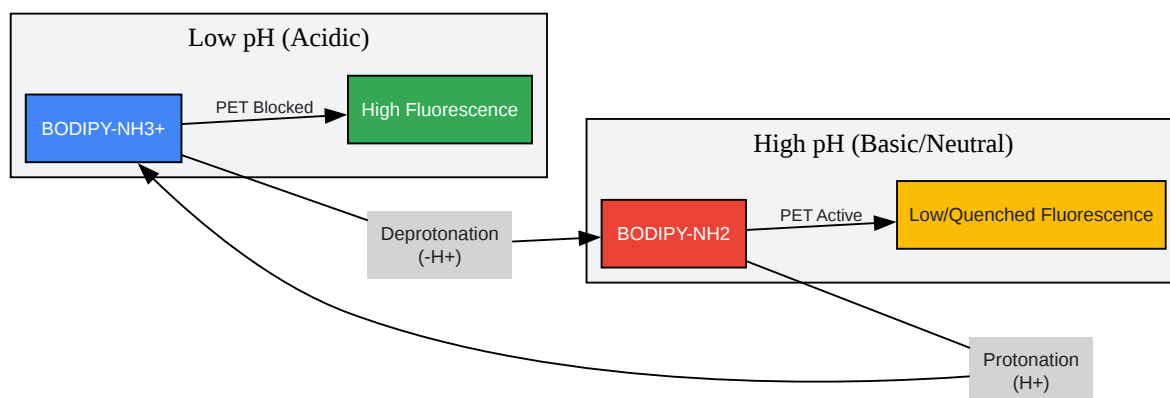 Low pH (Acidic)
BODIPY-NH3+
PET Blocked
High Fluorescence
High pH (Basic/Neutral)
BODIPY-NH2
PET Active
Low/Quenched Fluorescence
Deprotonation
(-H+)
Protonation
(H+)